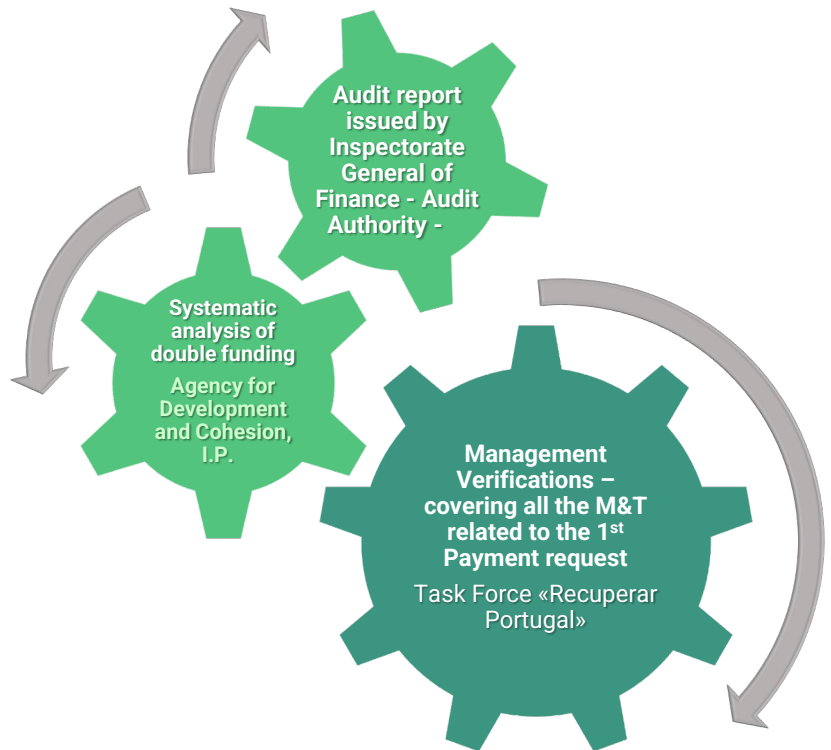 Audit report
issued by
Inspectorate
General of
Finance - Audit
Authority -
Systematic
analysis of
double funding
Agency for
Development
and Cohesion,
I.P.
Management
Verifications –
covering all the M&T
related to the 1st
Payment request
Task Force «Recuperar
Portugal»